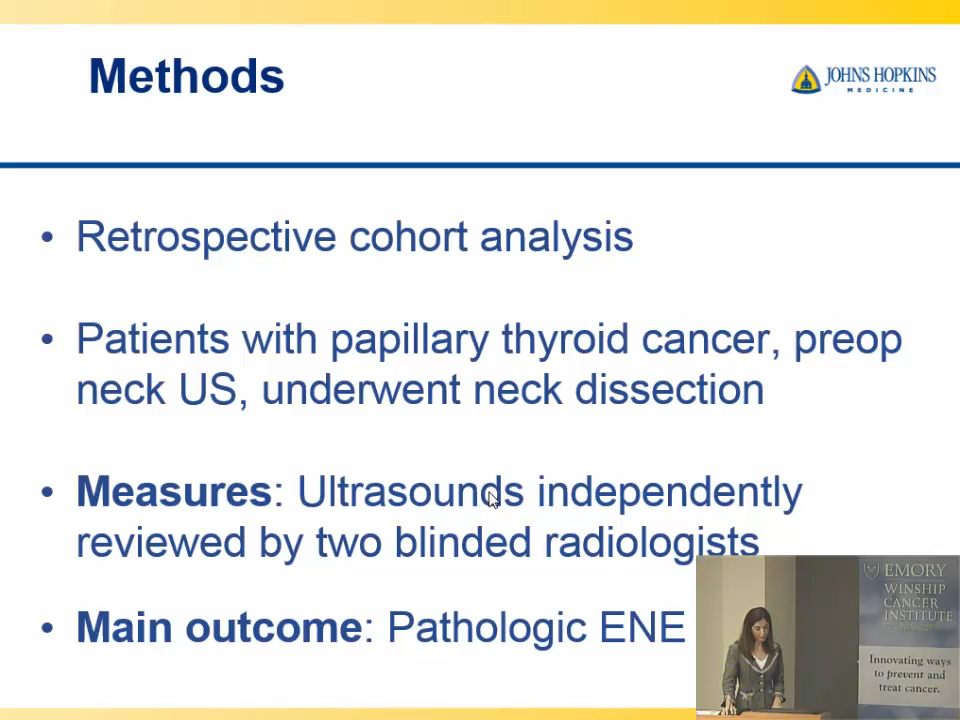 Methods
JOHNS HOPKINS
MEDICINE
• Retrospective cohort analysis
• Patients with papillary thyroid cancer, preop
neck US, underwent neck dissection
• Measures: Ultrasounds independently
reviewed by two blinded radiologists
• Main outcome: Pathologic ENE
EMORY
WINSHIP
CANCER
INSTITUTE
Innovating ways
to prevent and
treat cancer.